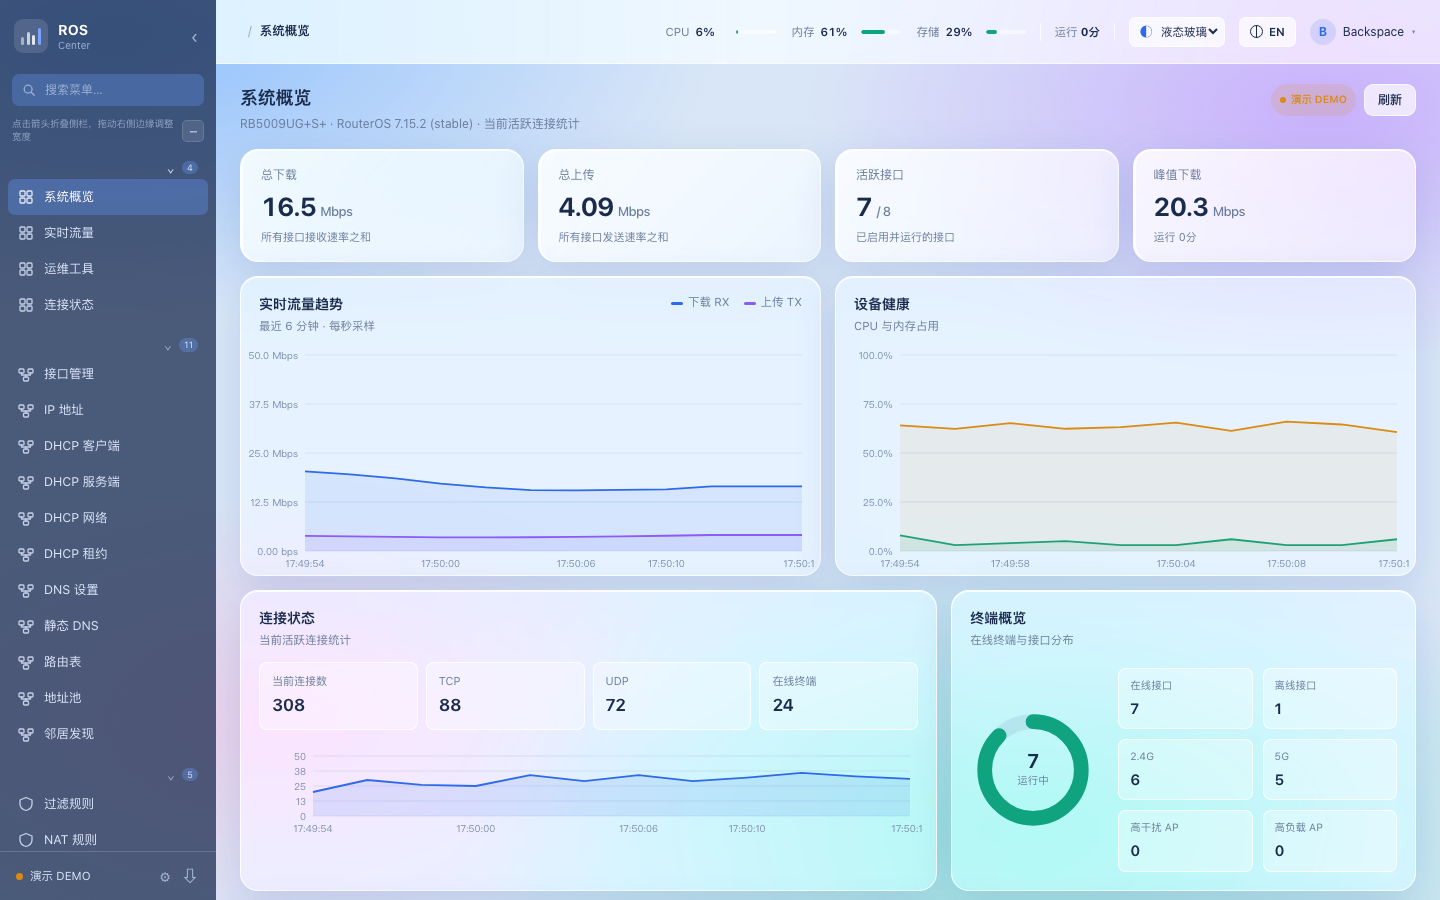 ROS
Center
搜索菜单...
点击箭头折叠侧栏，拖动右侧边缘调整
宽度
4
系统概览
实时流量
运维工具
连接状态
11
接口管理
IP 地址
DHCP 客户端
DHCP 服务端
DHCP 网络
DHCP 租约
DNS 设置
静态 DNS
路由表
地址池
邻居发现
5
过滤规则
NAT 规则
演示 DEMO
/ 系统概览
CPU 6%
内存 61%
存储 29%
运行 0分
液态玻璃
EN
B Backspace
系统概览
RB5009UG+S+ · RouterOS 7.15.2 (stable) · 当前活跃连接统计
演示 DEMO
刷新
总下载
16.5 Mbps
所有接口接收速率之和
总上传
4.09 Mbps
所有接口发送速率之和
活跃接口
7 / 8
已启用并运行的接口
峰值下载
20.3 Mbps
运行 0分
实时流量趋势
最近 6 分钟 · 每秒采样
下载 RX
上传 TX
50.0 Mbps
37.5 Mbps
25.0 Mbps
12.5 Mbps
0.00 bps
17:49:54
17:50:00
17:50:06
17:50:10
17:50:1
设备健康
CPU 与内存占用
100.0%
75.0%
50.0%
25.0%
0.0%
17:49:54
17:49:58
17:50:04
17:50:08
17:50:1
连接状态
当前活跃连接统计
当前连接数
308
TCP
88
UDP
72
在线终端
24
50
38
25
13
0
17:49:54
17:50:00
17:50:06
17:50:10
17:50:1
终端概览
在线终端与接口分布
7
运行中
在线接口
7
离线接口
1
2.4G
6
5G
5
高干扰 AP
0
高负载 AP
0